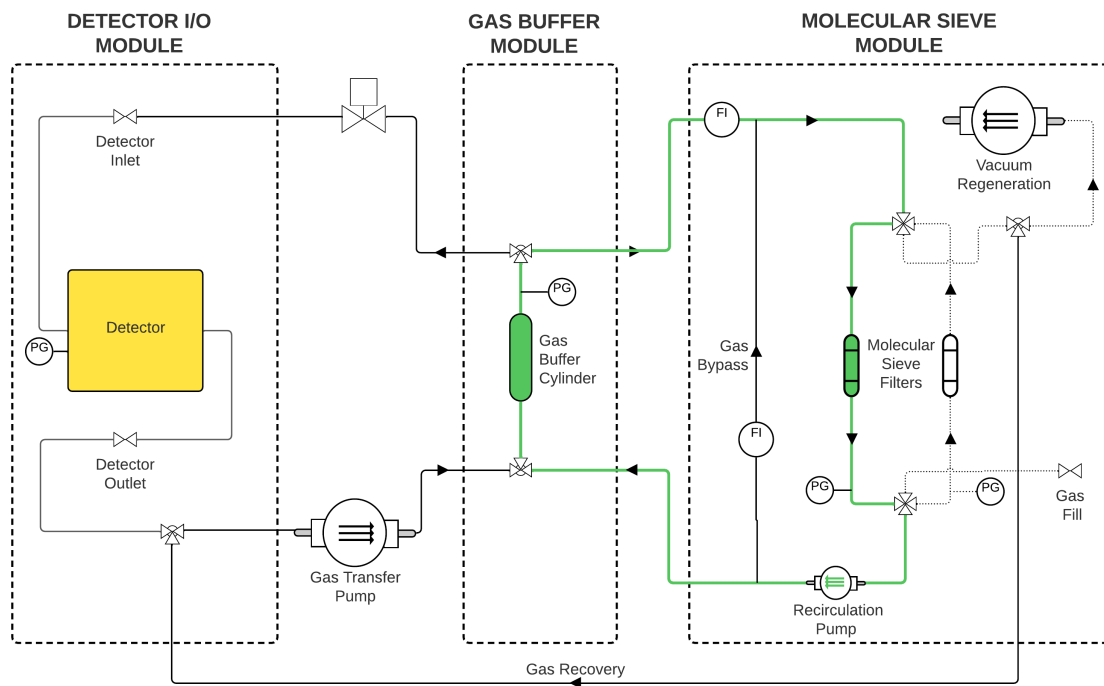 DETECTOR I/O
MODULE
GAS BUFFER
MODULE
MOLECULAR SIEVE
MODULE
Detector
Inlet
FI
Vacuum
Regeneration
PG
Gas
Buffer
Cylinder
Detector
PG
Gas
Bypass
Molecular
Sieve
Filters
FI
Detector
Outlet
PG
PG
Gas
Fill
Gas Transfer
Pump
Recirculation
Pump
Gas Recovery